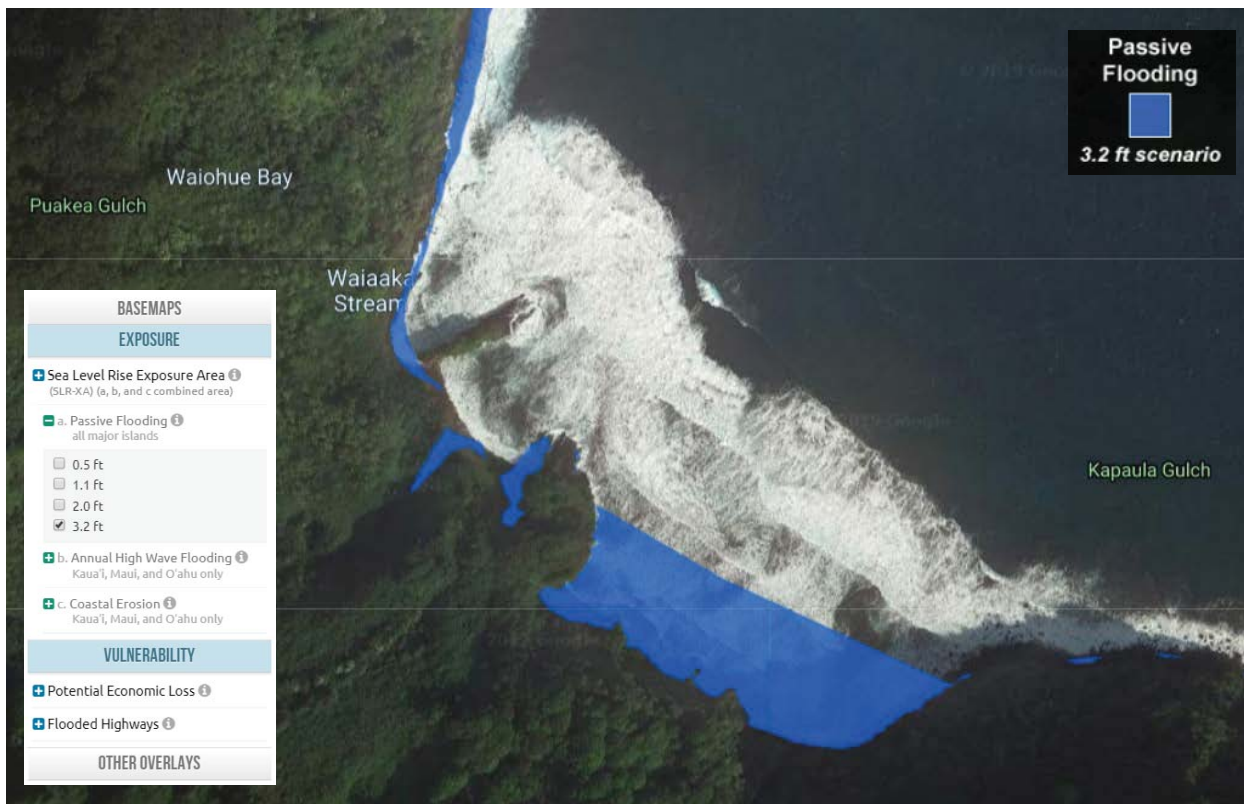 Passive
Flooding
3.2 ft scenario
Waiohue Bay
Puakea Gulch
Waiaaka
Stream
Kapaula Gulch
BASEMAPS
EXPOSURE
Sea Level Rise Exposure Area
(SLR-XA) (a, b, and c combined area)
a. Passive Flooding
all major islands
0.5 ft
1.1 ft
2.0 ft
3.2 ft
b. Annual High Wave Flooding
Kaua'i, Maui, and O'ahu only
c. Coastal Erosion
Kaua'i, Maui, and O'ahu only
VULNERABILITY
Potential Economic Loss
Flooded Highways
OTHER OVERLAYS